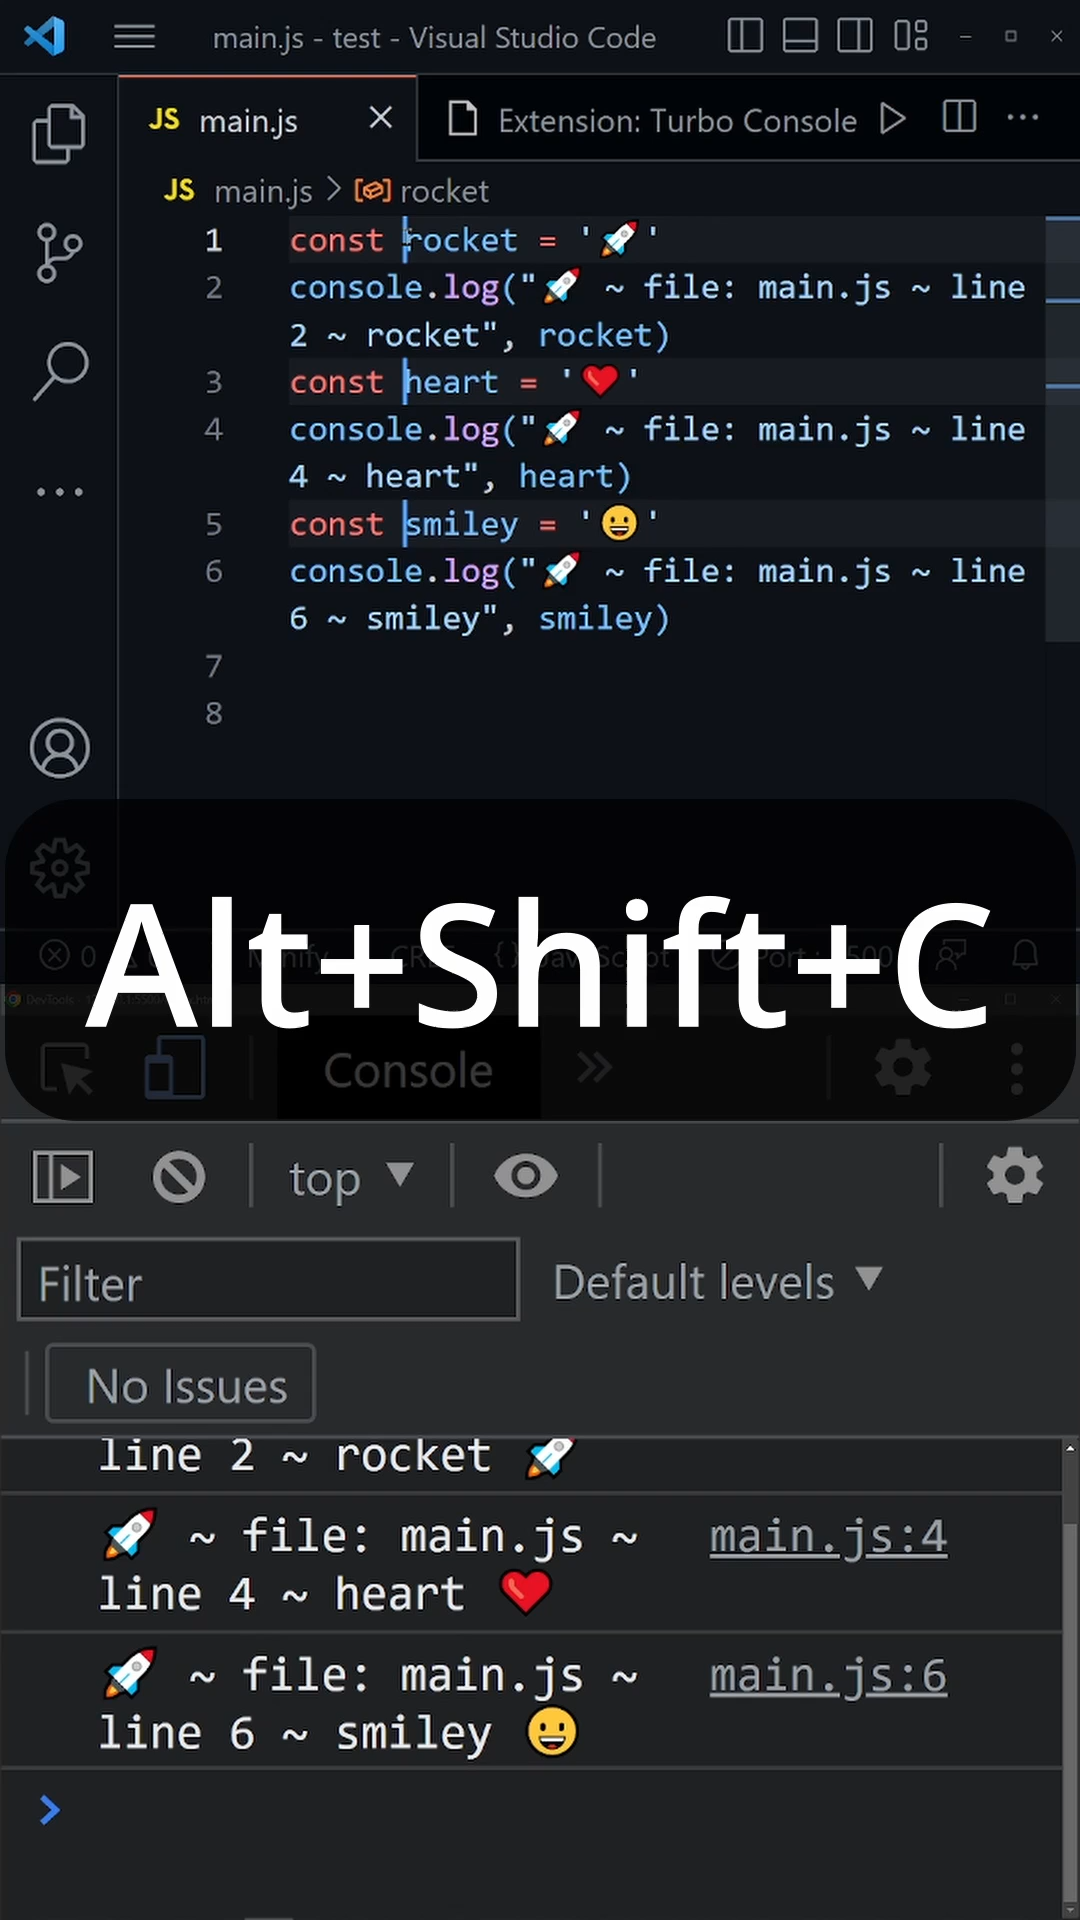 main.js - test - Visual Studio Code
JS main.js
Extension: Turbo Console
JS main.js > rocket
1 const rocket = '🚀'
2 console.log("🚀 ~ file: main.js ~ line
2 ~ rocket", rocket)
3 const heart = '❤️'
4 console.log("🚀 ~ file: main.js ~ line
4 ~ heart", heart)
5 const smiley = '😀'
6 console.log("🚀 ~ file: main.js ~ line
6 ~ smiley", smiley)
7
8
Alt+Shift+C
Console
top
Filter
Default levels
No Issues
line 2 ~ rocket 🚀
🚀 ~ file: main.js ~ main.js:4
line 4 ~ heart ❤️
🚀 ~ file: main.js ~ main.js:6
line 6 ~ smiley 😀